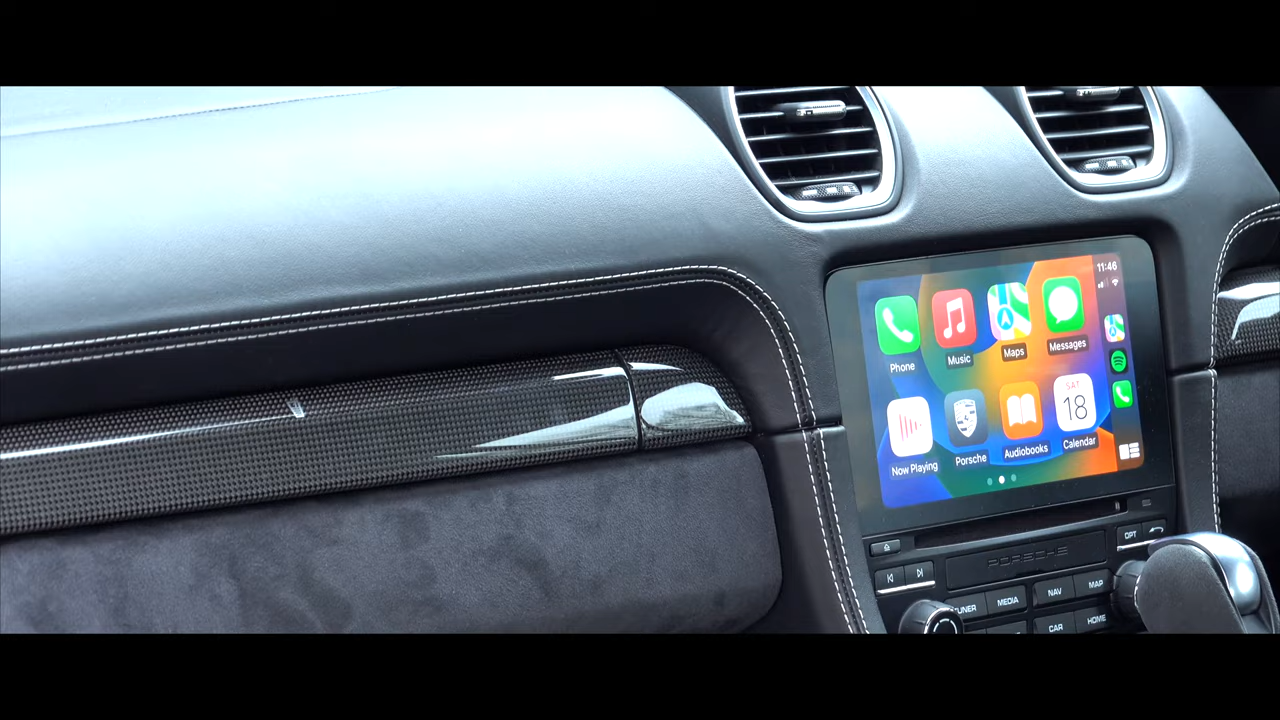 11:46
Phone
Music
Maps
Messages
SAT
18
Now Playing
Porsche
Audiobooks
Calendar
OPT
PORSCHE
TUNER
MEDIA
NAV
MAP
CAR
HOME